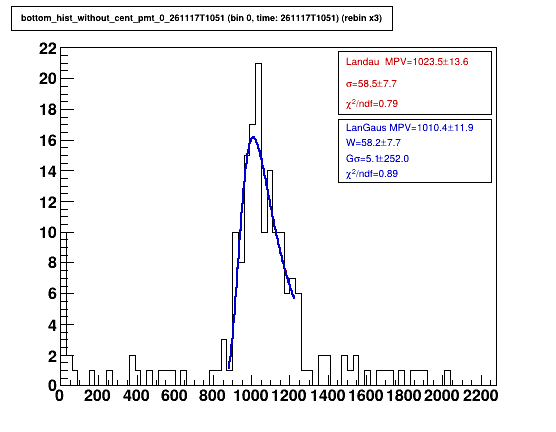 bottom_hist_without_cent_pmt_0_261117T1051 (bin 0, time: 261117T1051) (rebin x3)
Landau MPV=1023.5±13.6
σ=58.5±7.7
χ²/ndf=0.79
LanGaus MPV=1010.4±11.9
W=58.2±7.7
Gσ=5.1±252.0
χ²/ndf=0.89
22
20
18
16
14
12
10
8
6
4
2
0
0 200 400 600 800 1000 1200 1400 1600 1800 2000 2200